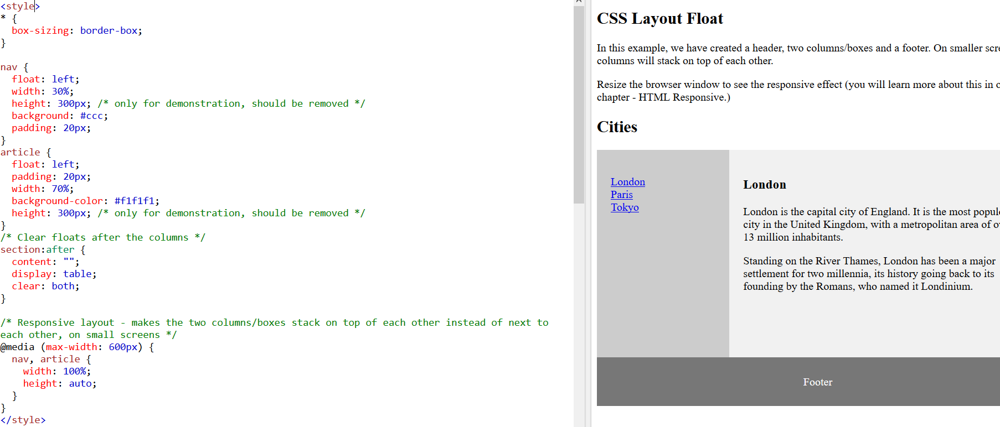 <style>
* {
  box-sizing: border-box;
}
nav {
  float: left;
  width: 30%;
  height: 300px; /* only for demonstration, should be removed */
  background: #ccc;
  padding: 20px;
}
article {
  float: left;
  padding: 20px;
  width: 70%;
  background-color: #f1f1f1;
  height: 300px; /* only for demonstration, should be removed */
}
/* Clear floats after the columns */
section:after {
  content: "";
  display: table;
  clear: both;
}
/* Responsive layout - makes the two columns/boxes stack on top of each other instead of next to
each other, on small screens */
@media (max-width: 600px) {
  nav, article {
    width: 100%;
    height: auto;
  }
}
</style>
CSS Layout Float
In this example, we have created a header, two columns/boxes and a footer. On smaller
columns will stack on top of each other.
Resize the browser window to see the responsive effect (you will learn more about this in
chapter - HTML Responsive.)
Cities
London
Paris
Tokyo
London
London is the capital city of England. It is the most
city in the United Kingdom, with a metropolitan area of
13 million inhabitants.
Standing on the River Thames, London has been a major
settlement for two millennia, its history going back to its
founding by the Romans, who named it Londinium.
Footer